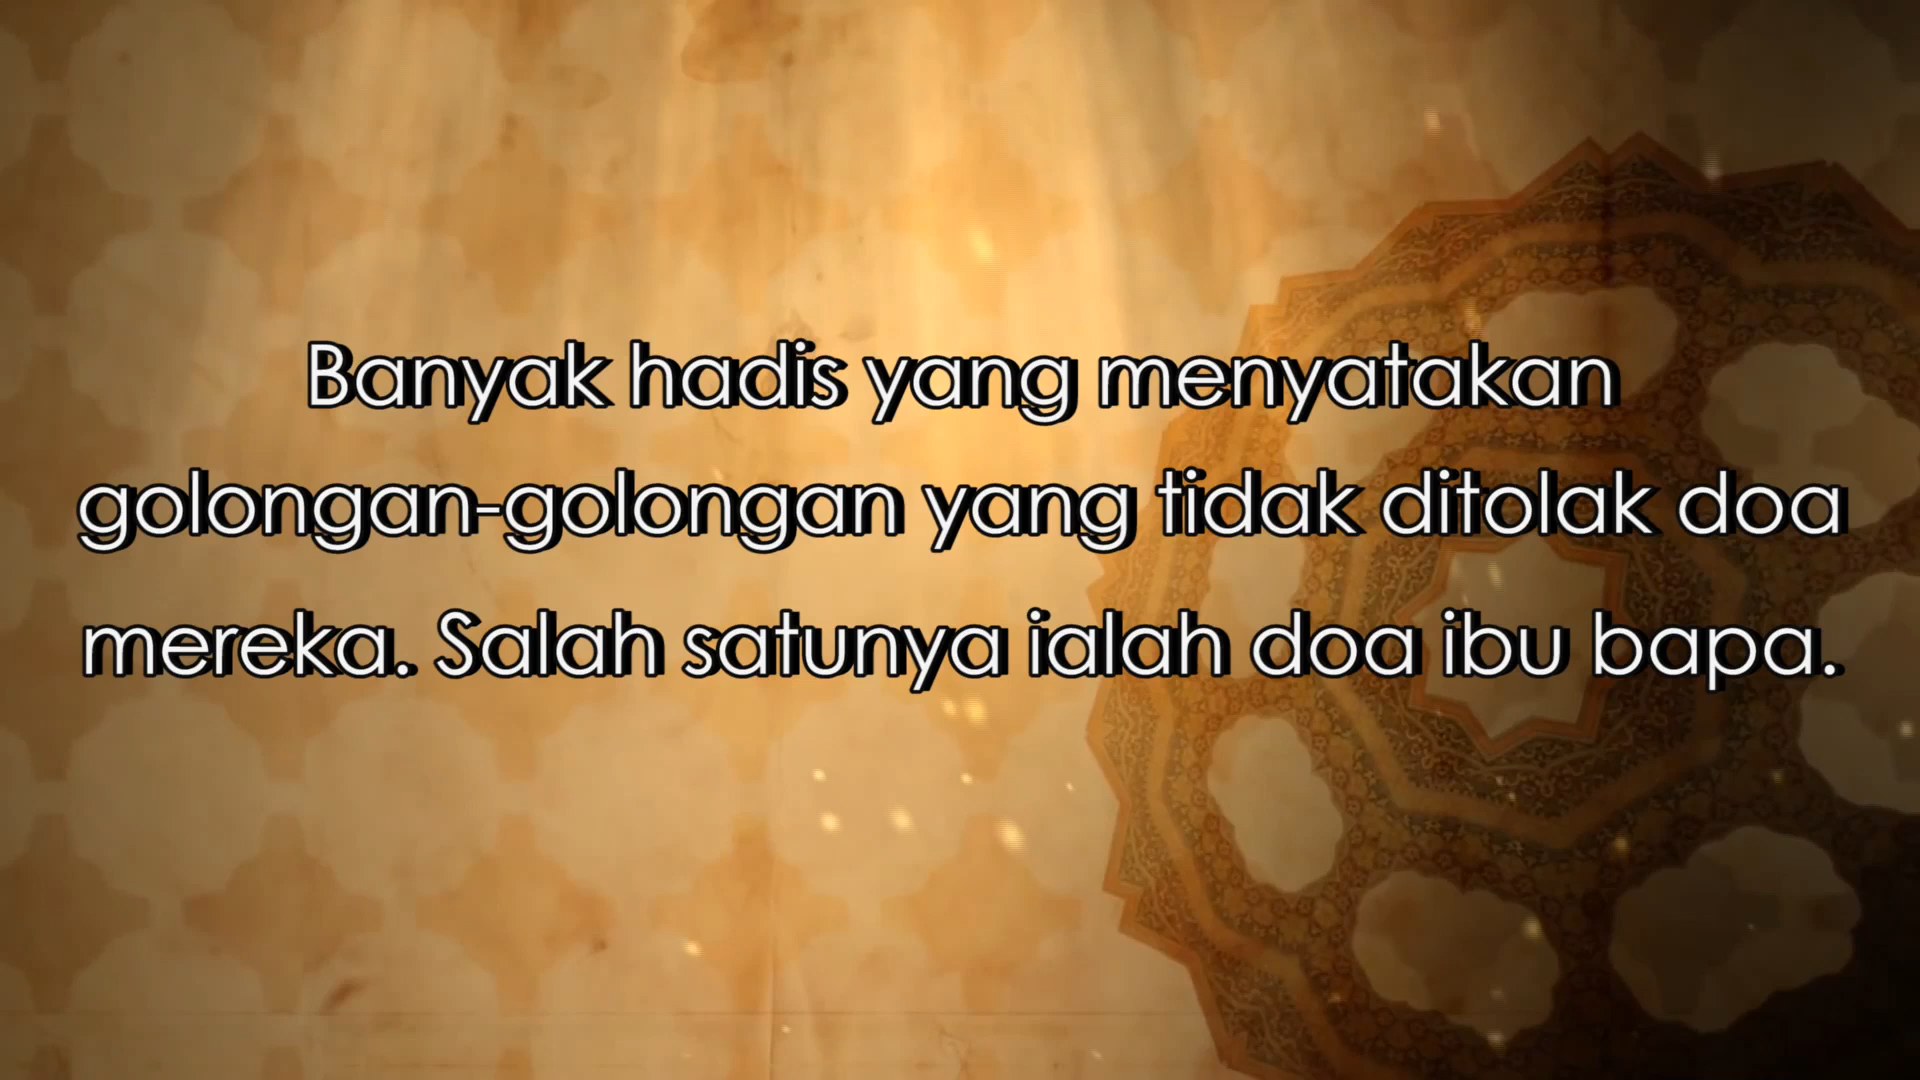 Banyak hadis yang menyatakan
golongan-golongan yang tidak ditolak doa
mereka. Salah satunya ialah doa ibu bapa.